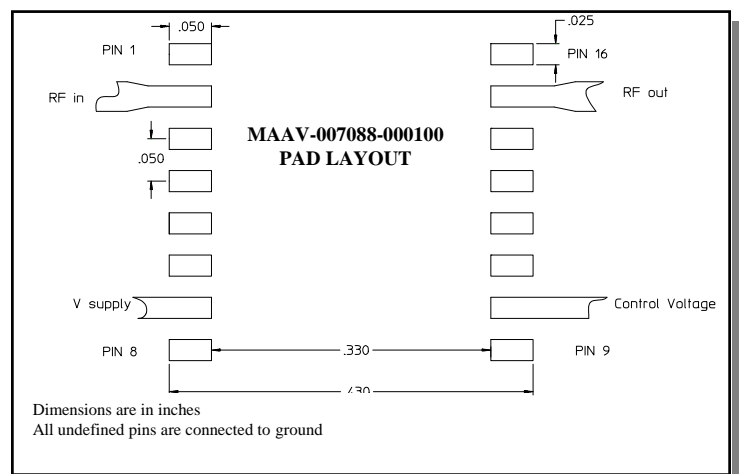 .050
.025
PIN 1
PIN 16
RF in
RF out
MAAV-007088-000100
PAD LAYOUT
.050
V supply
Control Voltage
PIN 8
.330
PIN 9
.430
Dimensions are in inches
All undefined pins are connected to ground